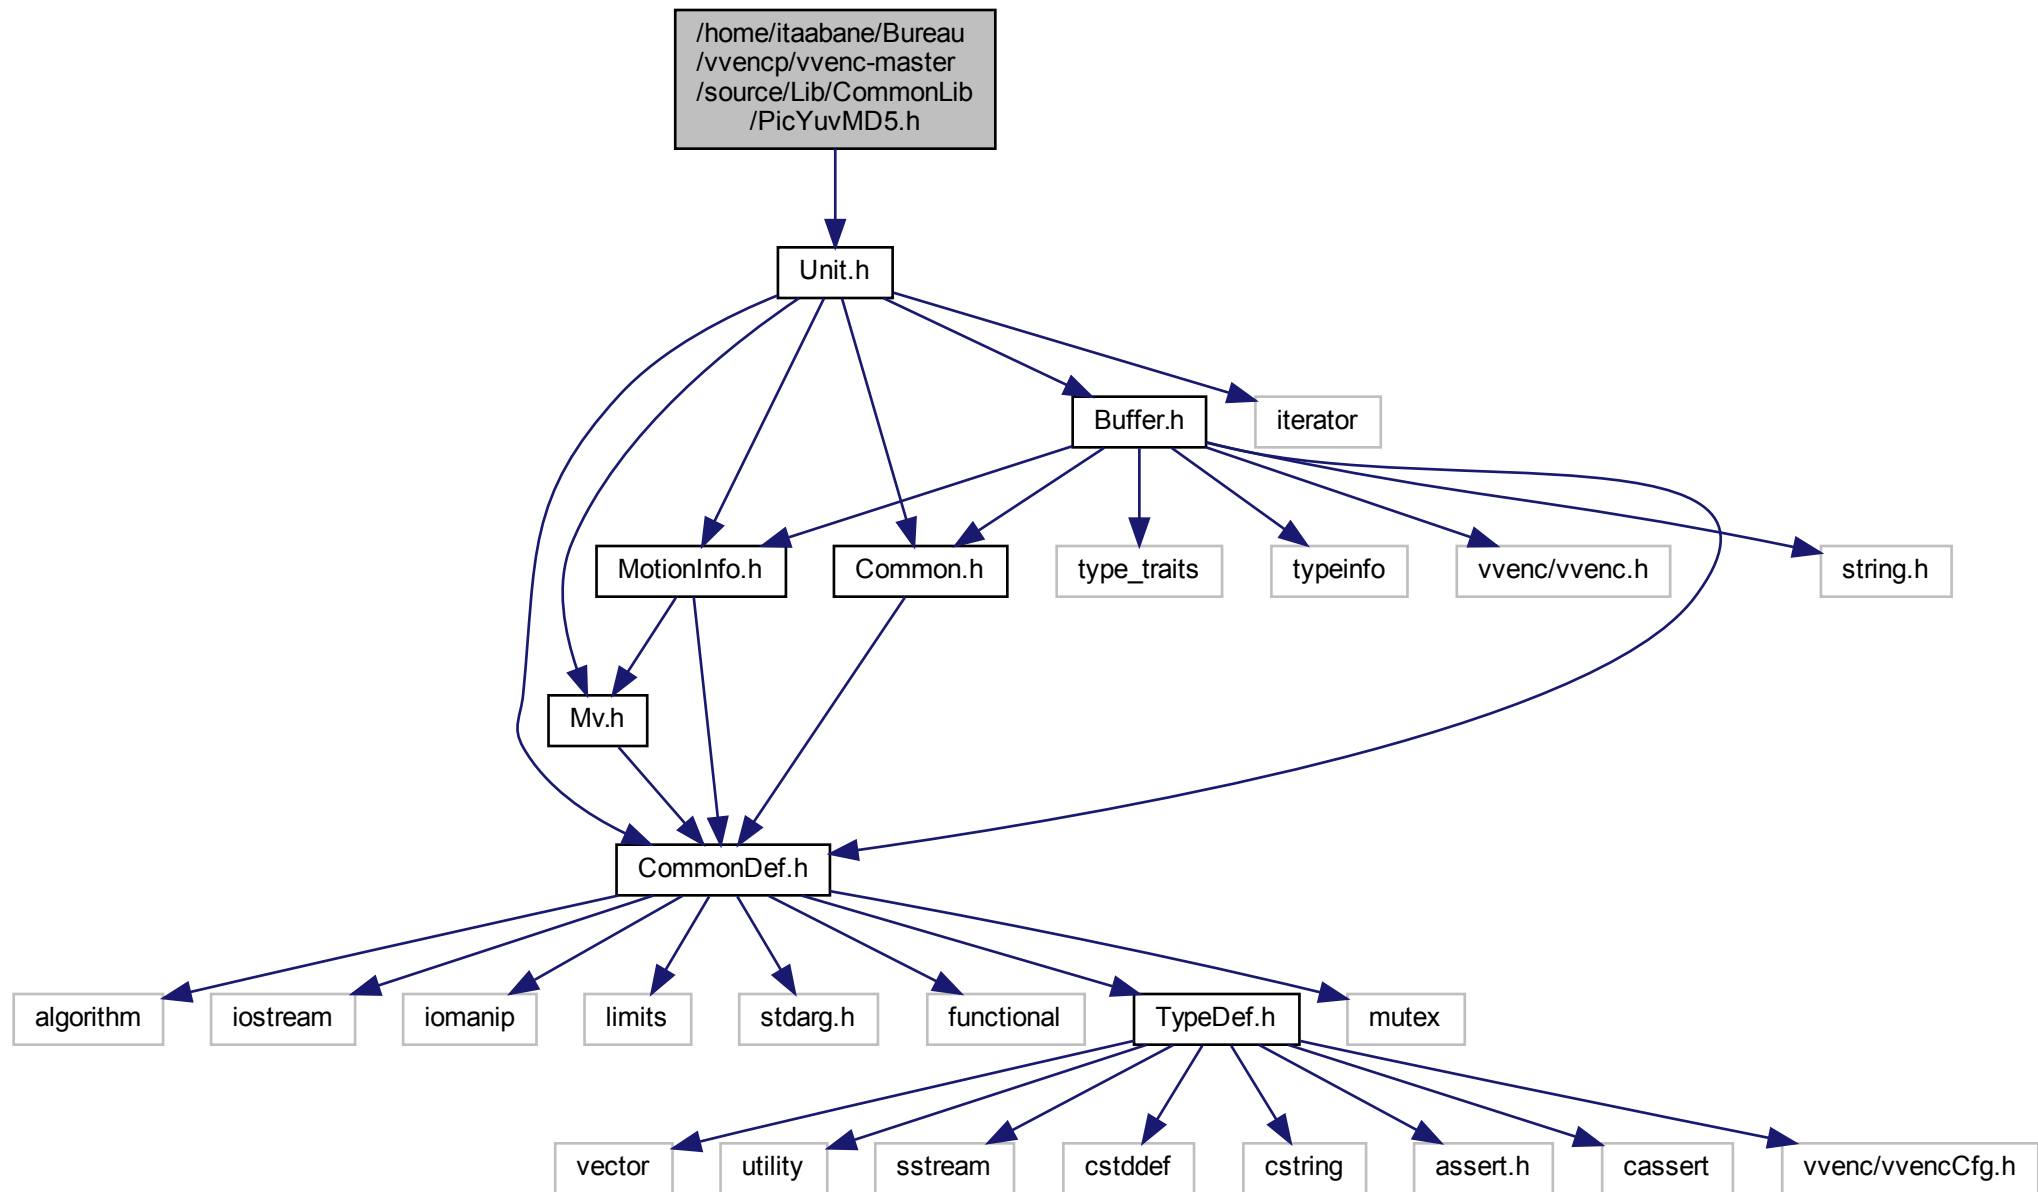 /home/itaabane/Bureau
/vvencp/vvenc-master
/source/Lib/CommonLib
/PicYuvMD5.h
Unit.h
Buffer.h
iterator
MotionInfo.h
Common.h
type_traits
typeinfo
vvenc/vvenc.h
string.h
Mv.h
CommonDef.h
algorithm
iostream
iomanip
limits
stdarg.h
functional
TypeDef.h
mutex
vector
utility
sstream
cstddef
cstring
assert.h
cassert
vvenc/vvencCfg.h